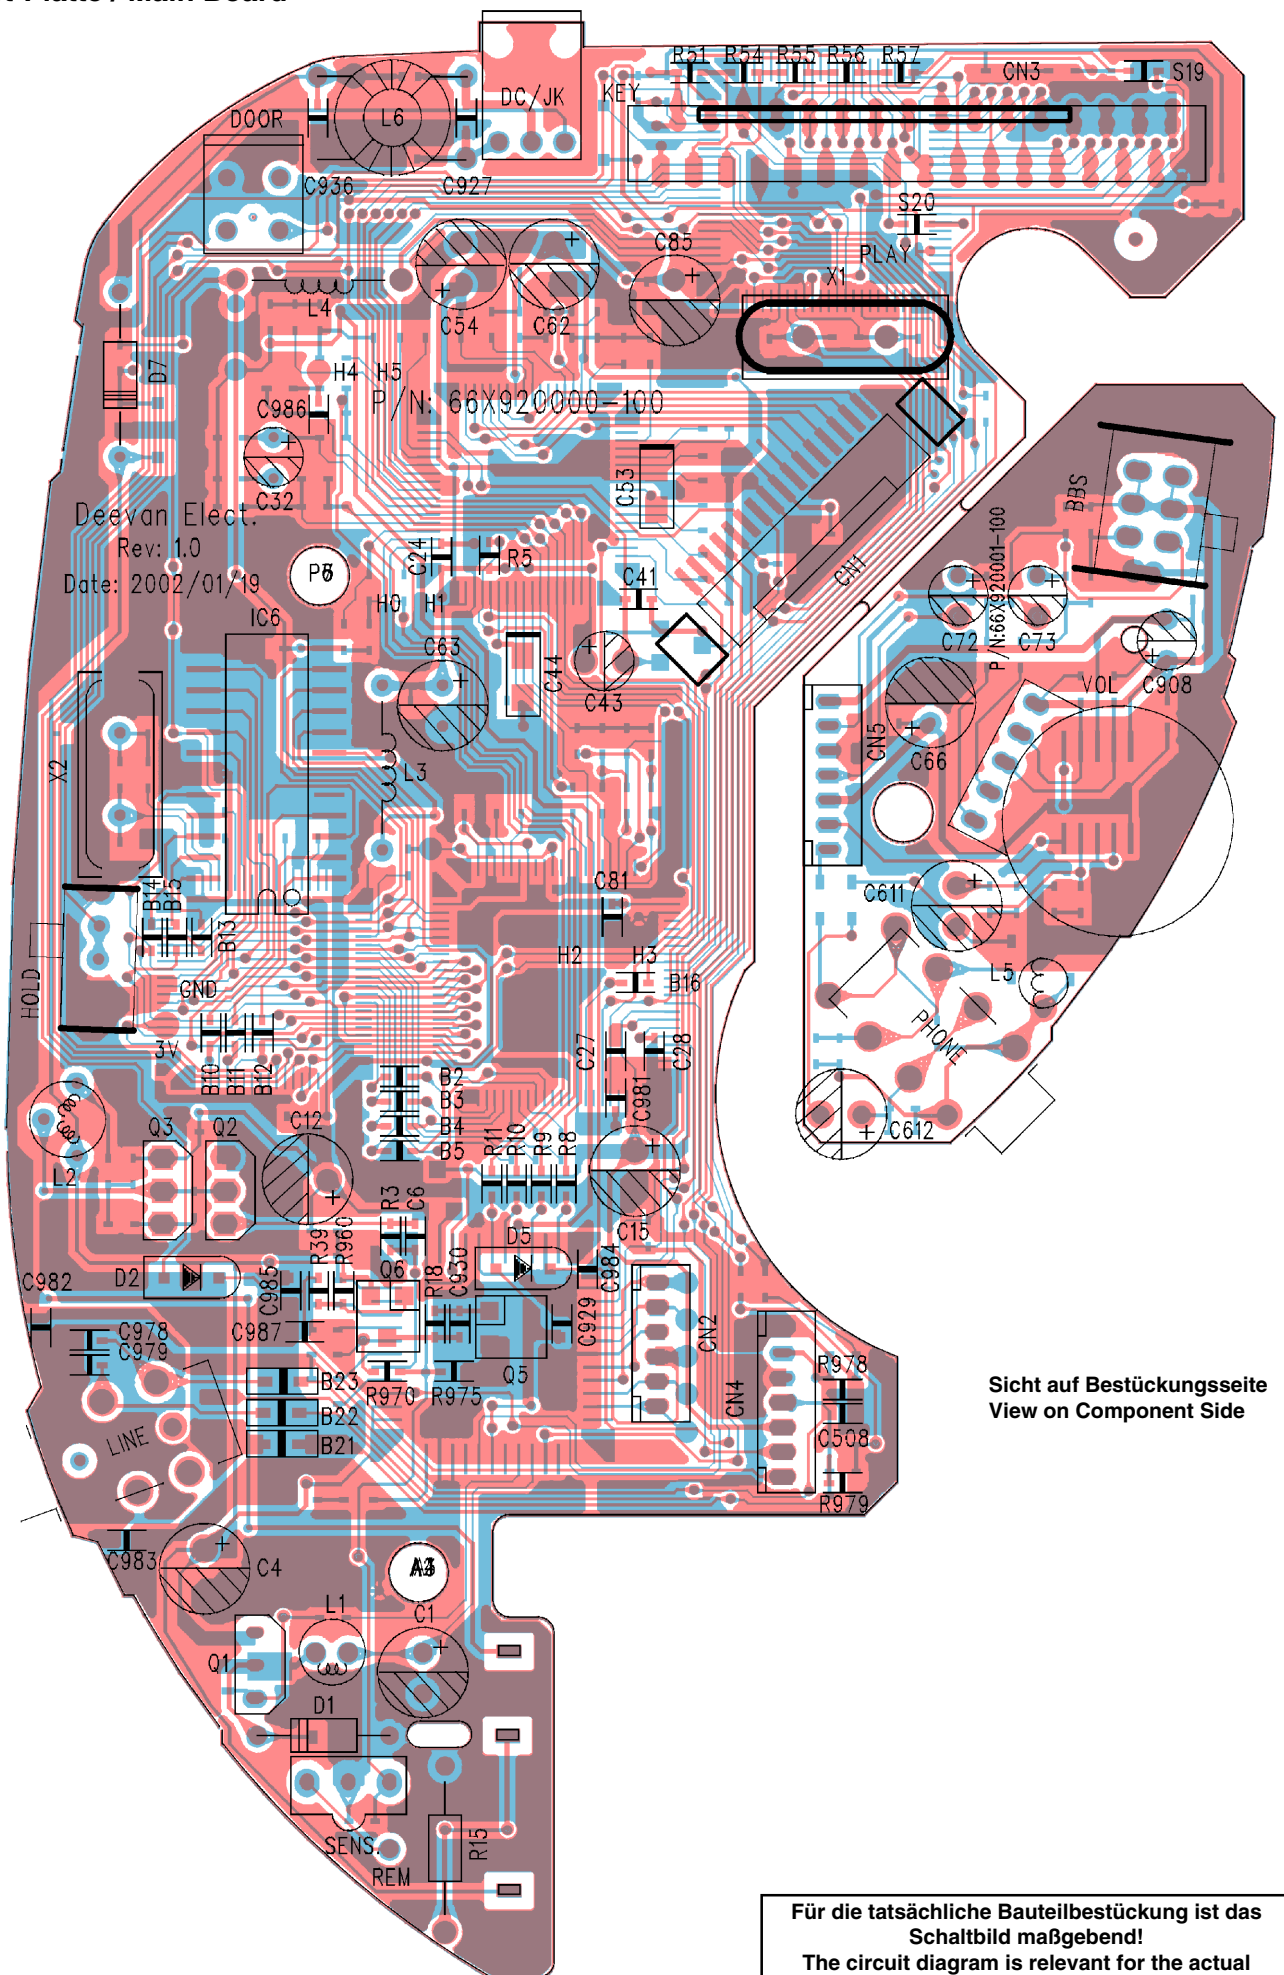 Main Board
R51 R54 R55 R56 R57 CN3 S19
KEY
DC/JK
DOOR
L6
C936
C927
S20
PLAY
X1
C85
L4
C54
C62
D7
H4 H5
C986
P/N: 66X920000-100
C32
C53
BBS
Deevan Elect.
Rev: 1.0
Date: 2002/01/19
C24
R5
C41
CN1
P/N:66X920001-100
C72
C73
IC6
H0
H1
C63
C44
C43
VOL
C908
CN5
C66
X2
L3
C81
C611
B14
B15
B13
H2
H3
B16
L5
HOLD
GND
3V
PHONE
C27
C28
B10
B11
B12
B2
B3
B4
B5
C981
C612
L2
Q3
Q2
C12
R11
R10
R9
R8
C15
R3
C6
R39
R960
D5
C984
C982
D2
C985
Q6
R18
C930
C929
CN2
C978
C979
C987
R970
R975
Q5
CN4
R978
B23
B22
B21
LINE
C508
R979
Sicht auf Bestückungsseite
View on Component Side
C983
C4
L1
C1
Q1
D1
SENS.
REM
R15
Für die tatsächliche Bauteilbestückung ist das
Schaltbild maßgebend!
The circuit diagram is relevant for the actual